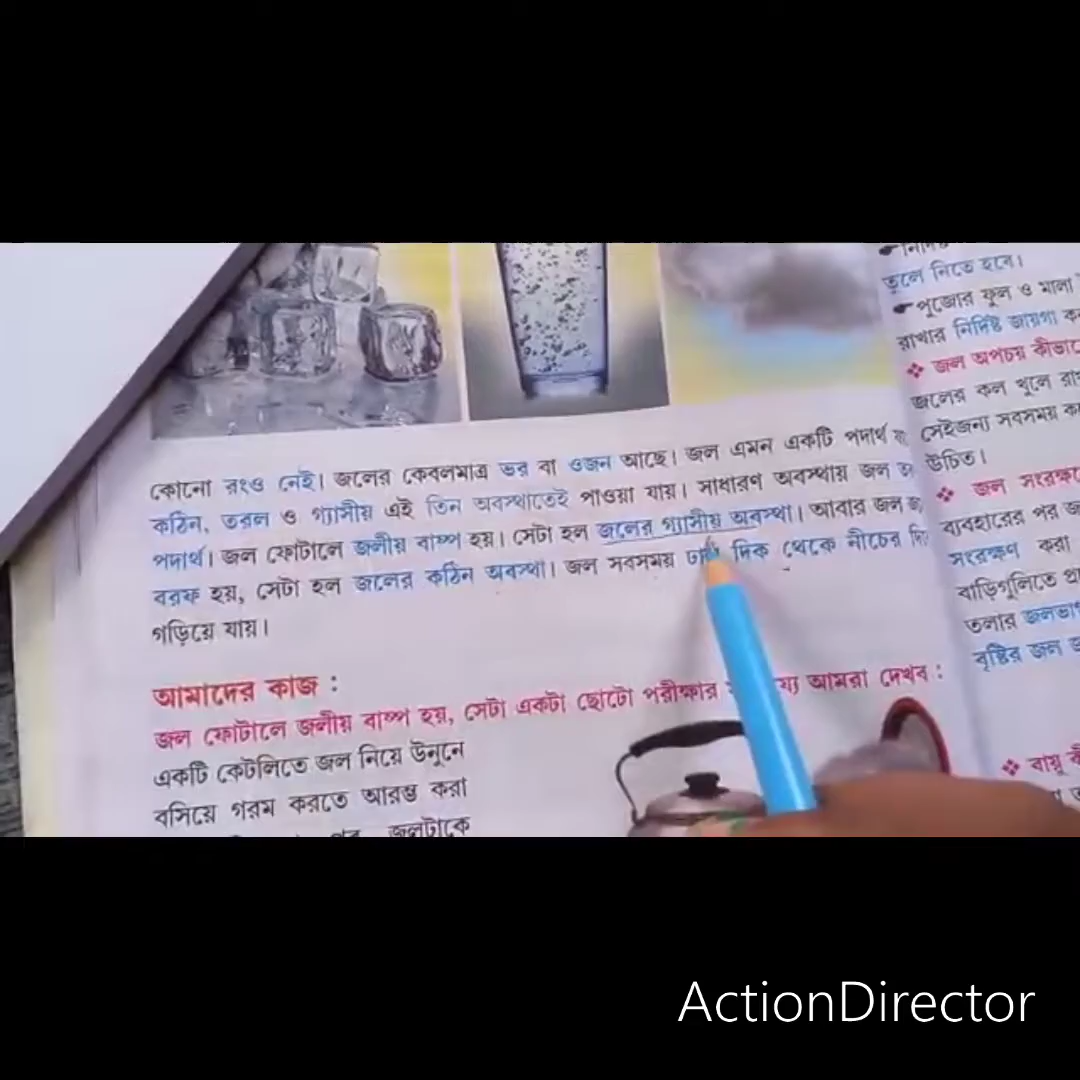 কোনো রংও নেই। জলের কেবলমাত্র ভর বা ওজন আছে। জল এমন একটি পদার্থ
কঠিন, তরল ও গ্যাসীয় এই তিন অবস্থাতেই পাওয়া যায়। সাধারণ অবস্থায় জল
পদার্থ। জল ফোটালে জলীয় বাষ্প হয়। সেটা হল জলের গ্যাসীয় অবস্থা। আবার জল
বরফ হয়, সেটা হল জলের কঠিন অবস্থা। জল সবসময় দিক থেকে নীচের
গড়িয়ে যায়।
আমাদের কাজ :
জল ফোটালে জলীয় বাষ্প হয়, সেটা একটা ছোটো পরীক্ষার আমরা দেখব :
একটি কেটলিতে জল নিয়ে উনুনে
বসিয়ে গরম করতে আরম্ভ করা
জলটাকে
তুলে নিতে হবে।
পুজোর ফুল ও মালা
রাখার নির্দিষ্ট জায়গা
❖ জল অপচয়
জলের কল খুলে
সেইজন্য সবসময়
উচিত।
❖ জল
ব্যবহারের পর
সংরক্ষণ করা
বাড়িগুলিতে
তলার
বৃষ্টির জল
❖ বায়ু
ActionDirector